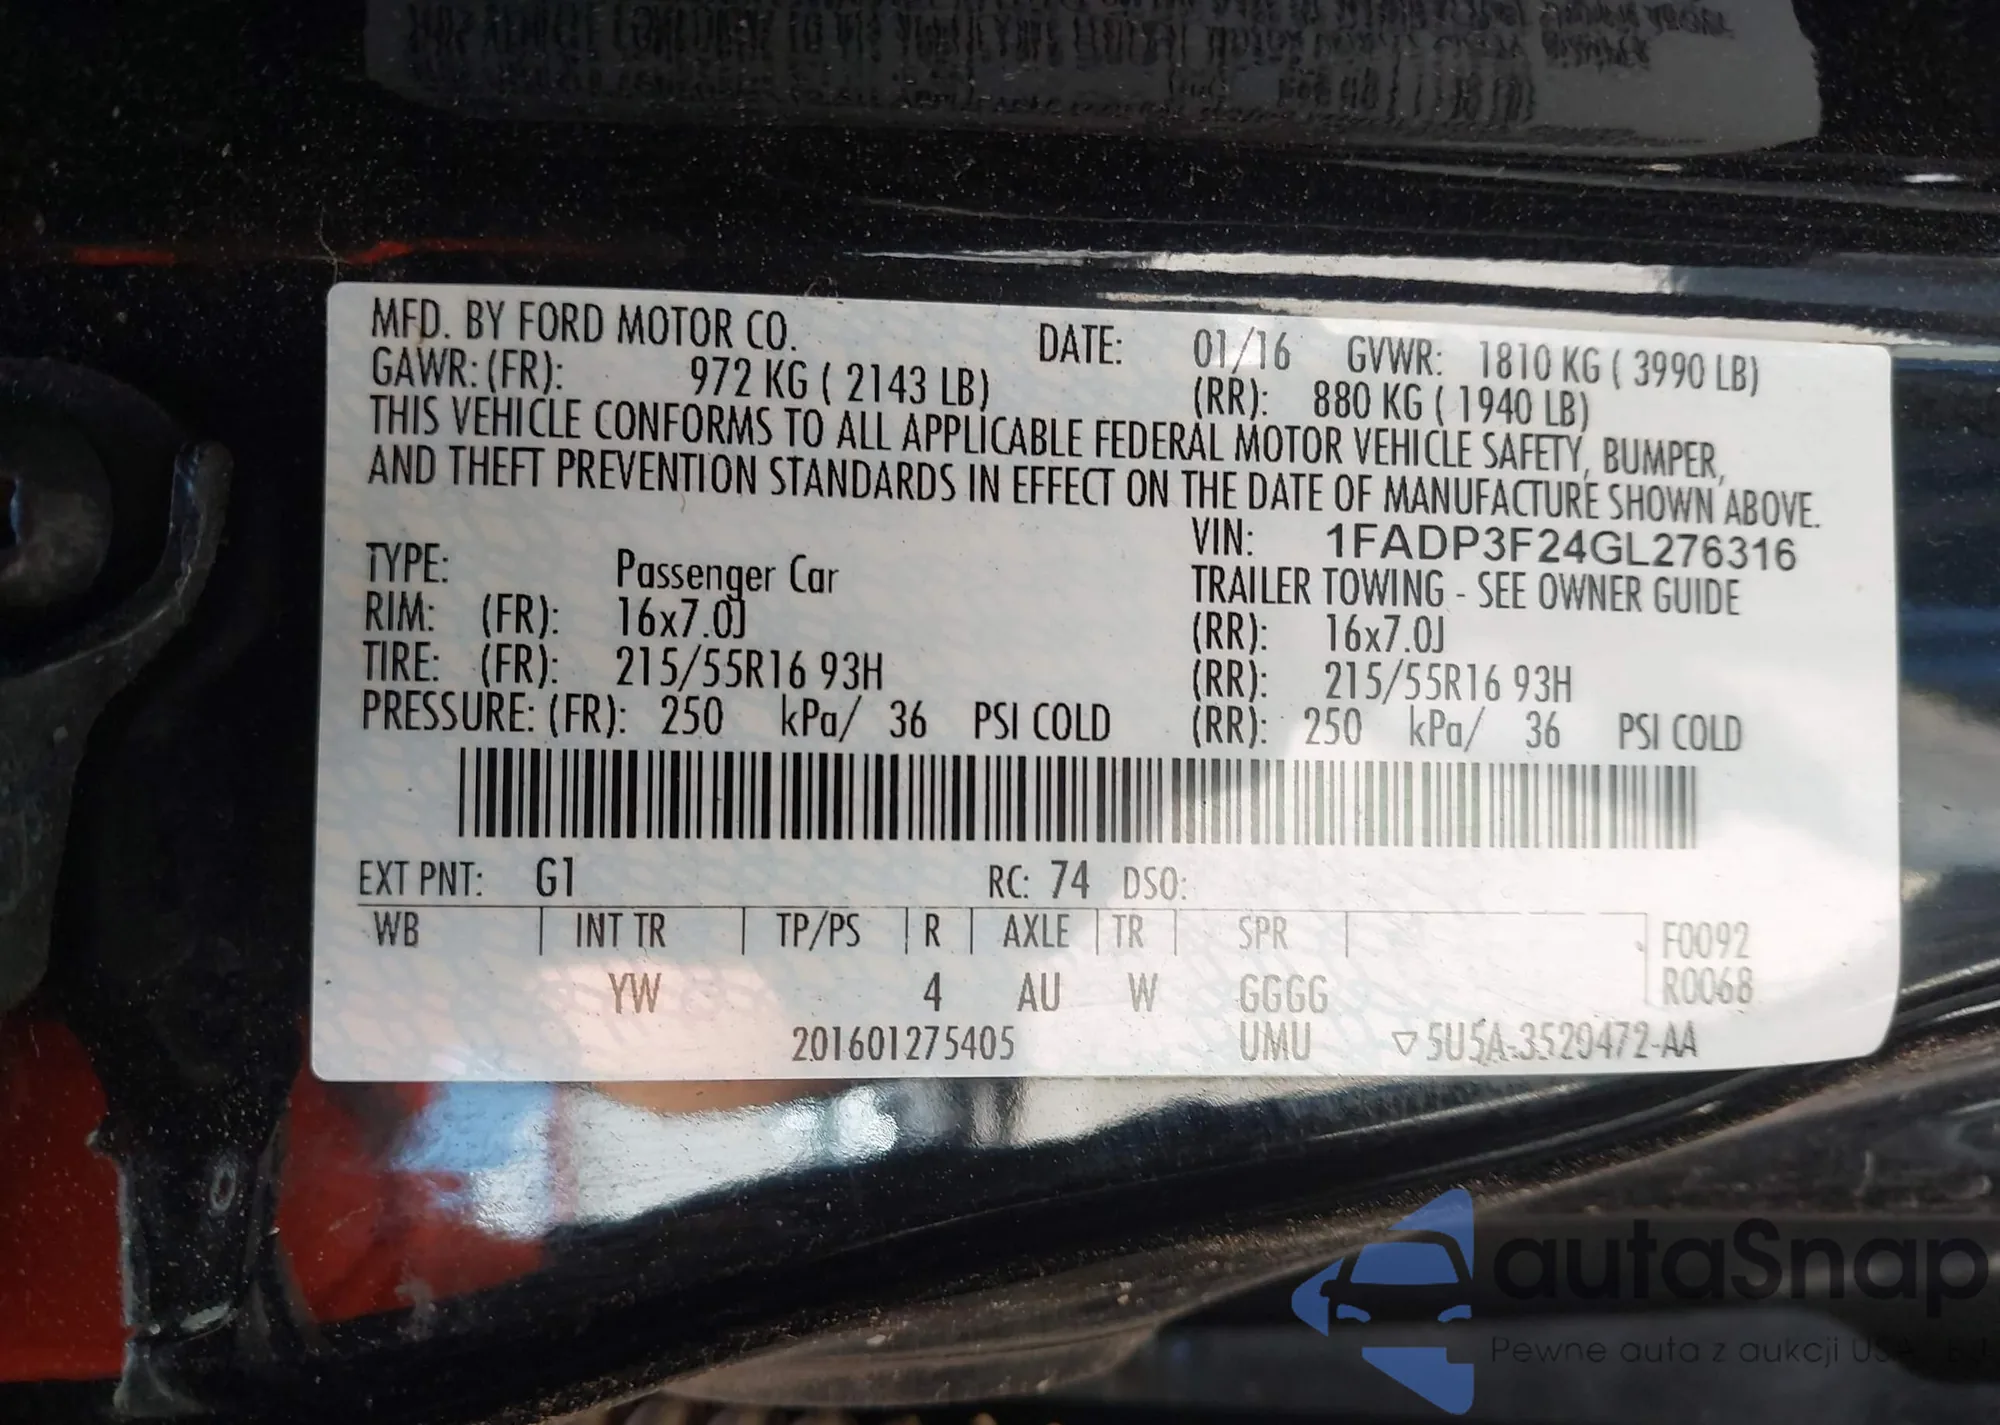 MFD. BY FORD MOTOR CO. DATE: 01/16 GVWR: 1810 KG ( 3990 LB)
GAWR: (FR): 972 KG ( 2143 LB) (RR): 880 KG ( 1940 LB)
THIS VEHICLE CONFORMS TO ALL APPLICABLE FEDERAL MOTOR VEHICLE SAFETY, BUMPER,
AND THEFT PREVENTION STANDARDS IN EFFECT ON THE DATE OF MANUFACTURE SHOWN ABOVE.
VIN: 1FADP3F24GL276316
TYPE: Passenger Car TRAILER TOWING - SEE OWNER GUIDE
RIM: (FR): 16x7.0J (RR): 16x7.0J
TIRE: (FR): 215/55R16 93H (RR): 215/55R16 93H
PRESSURE: (FR): 250 kPa/ 36 PSI COLD (RR): 250 kPa/ 36 PSI COLD
EXT PNT: G1 RC: 74 DSO:
WB INT TR TP/PS R AXLE TR SPR F0092
YW 4 AU W GGGG R0068
201601275405 UMU ▽5U5A-3520472-AA
autaSnap
Pewne auta z aukcji